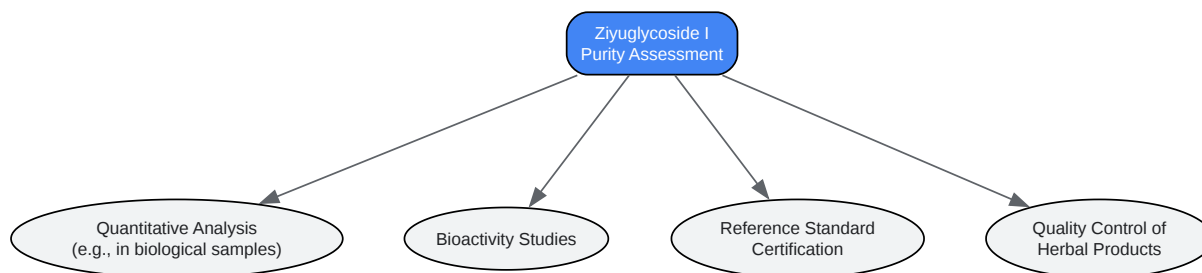 Ziyuglycoside I
Purity Assessment
Quantitative Analysis
(e.g., in biological samples)
Bioactivity Studies
Reference Standard
Certification
Quality Control of
Herbal Products